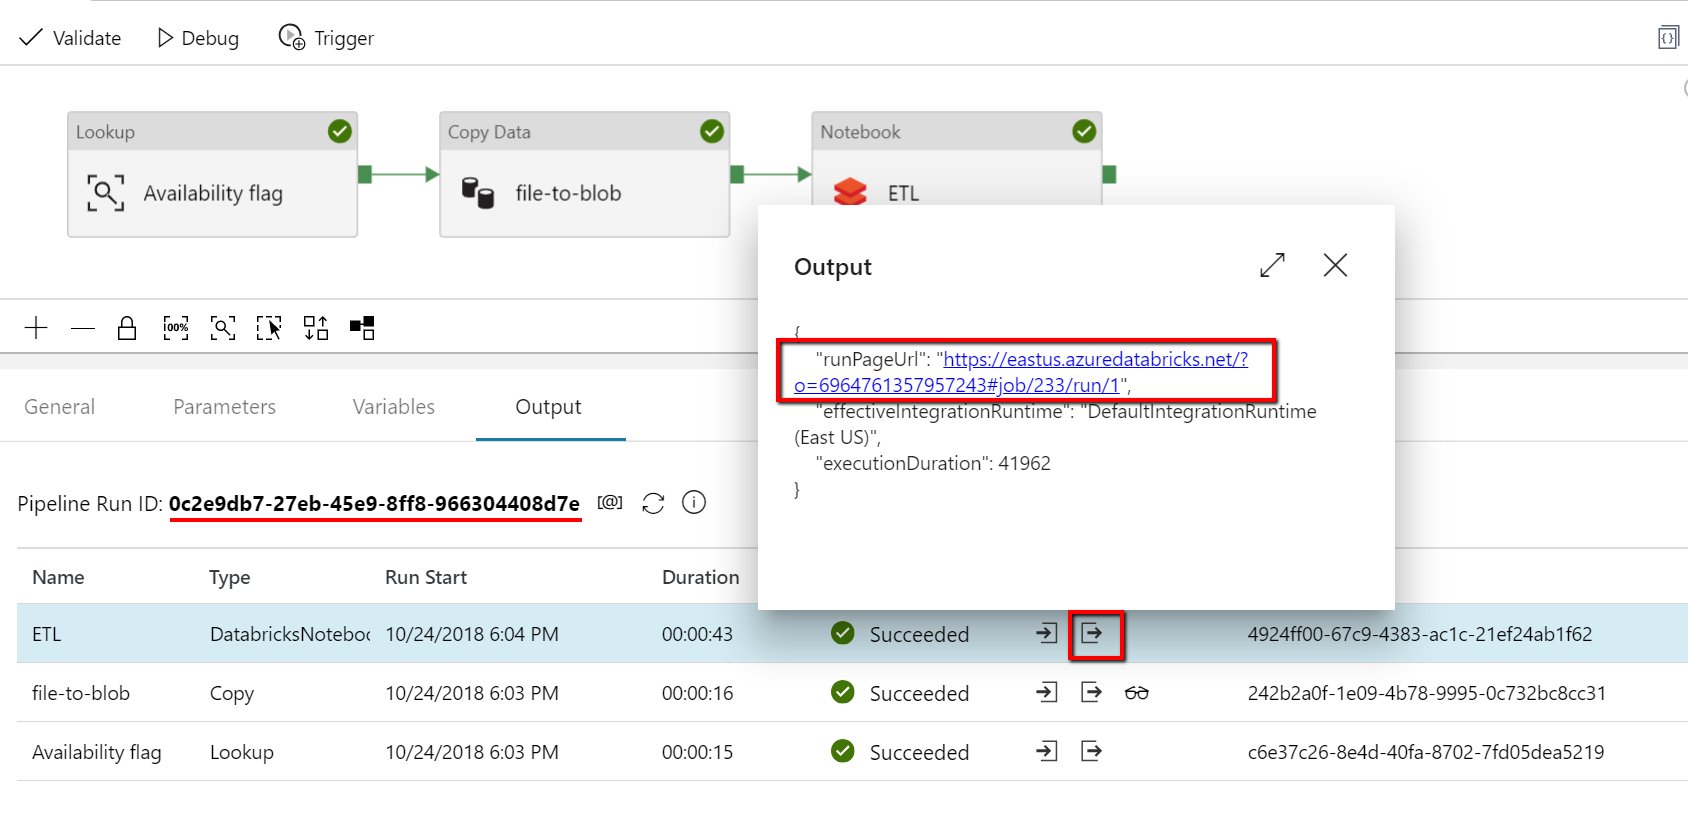 Validate Debug Trigger
Lookup
Availability flag
Copy Data
file-to-blob
Notebook
ETL
100%
Output
{
"runPageUrl": "https://eastus.azuredatabricks.net/?
o=6964761357957243#job/233/run/1",
"effectiveIntegrationRuntime": "DefaultIntegrationRuntime
(East US)",
"executionDuration": 41962
}
General Parameters Variables Output
Pipeline Run ID: 0c2e9db7-27eb-45e9-8ff8-966304408d7e [@]
Name Type Run Start Duration
ETL DatabricksNoteboo 10/24/2018 6:04 PM 00:00:43 Succeeded 4924ff00-67c9-4383-ac1c-21ef24ab1f62
file-to-blob Copy 10/24/2018 6:03 PM 00:00:16 Succeeded 242b2a0f-1e09-4b78-9995-0c732bc8cc31
Availability flag Lookup 10/24/2018 6:03 PM 00:00:15 Succeeded c6e37c26-8e4d-40fa-8702-7fd05dea5219